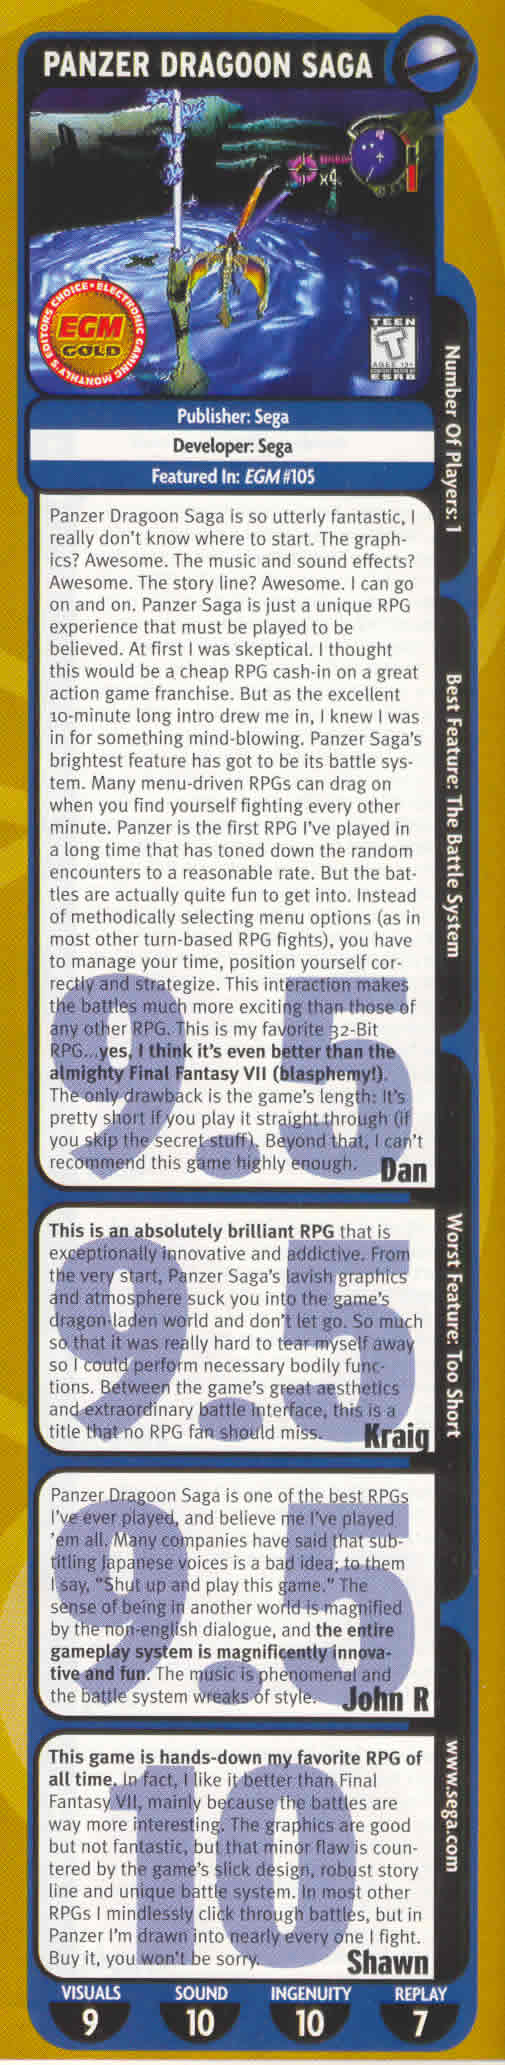 PANZER DRAGOON SAGA
x4
EDITORS CHOICE • ELECTRONIC GAMING MONTHLY'S
EGM
GOLD
TEEN
T
AGES 13+
ESRB
Publisher: Sega
Developer: Sega
Featured In: EGM #105
Number Of Players: 1
Best Feature: The Battle System
Worst Feature: Too Short
www.sega.com
Panzer Dragoon Saga is so utterly fantastic, I
really don't know where to start. The graph-
ics? Awesome. The music and sound effects?
Awesome. The story line? Awesome. I can go
on and on. Panzer Saga is just a unique RPG
experience that must be played to be
believed. At first I was skeptical. I thought
this would be a cheap RPG cash-in on a great
action game franchise. But as the excellent
10-minute long intro drew me in, I knew I was
in for something mind-blowing. Panzer Saga's
brightest feature has got to be its battle sys-
tem. Many menu-driven RPGs can drag on
when you find yourself fighting every other
minute. Panzer is the first RPG I've played in
a long time that has toned down the random
encounters to a reasonable rate. But the bat-
tles are actually quite fun to get into. Instead
of methodically selecting menu options (as in
most other turn-based RPG fights), you have
to manage your time, position yourself cor-
rectly and strategize. This interaction makes
the battles much more exciting than those of
any other RPG. This is my favorite 32-Bit
RPG...yes, I think it's even better than the
almighty Final Fantasy VII (blasphemy!).
The only drawback is the game's length: It's
pretty short if you play it straight through (if
you skip the secret stuff). Beyond that, I can't
recommend this game highly enough.
Dan
9.5
This is an absolutely brilliant RPG that is
exceptionally innovative and addictive. From
the very start, Panzer Saga's lavish graphics
and atmosphere suck you into the game's
dragon-laden world and don't let go. So much
so that it was really hard to tear myself away
so I could perform necessary bodily func-
tions. Between the game's great aesthetics
and extraordinary battle interface, this is a
title that no RPG fan should miss.
Kraig
9.5
Panzer Dragoon Saga is one of the best RPGs
I've ever played, and believe me I've played
'em all. Many companies have said that sub-
titling Japanese voices is a bad idea; to them
I say, "Shut up and play this game." The
sense of being in another world is magnified
by the non-english dialogue, and the entire
gameplay system is magnificently innova-
tive and fun. The music is phenomenal and
the battle system wreaks of style.
John R
9.5
This game is hands-down my favorite RPG of
all time. In fact, I like it better than Final
Fantasy VII, mainly because the battles are
way more interesting. The graphics are good
but not fantastic, but that minor flaw is coun-
tered by the game's slick design, robust story
line and unique battle system. In most other
RPGs I mindlessly click through battles, but in
Panzer I'm drawn into nearly every one I fight.
Buy it, you won't be sorry.
Shawn
10
VISUALS SOUND INGENUITY REPLAY
9 10 10 7